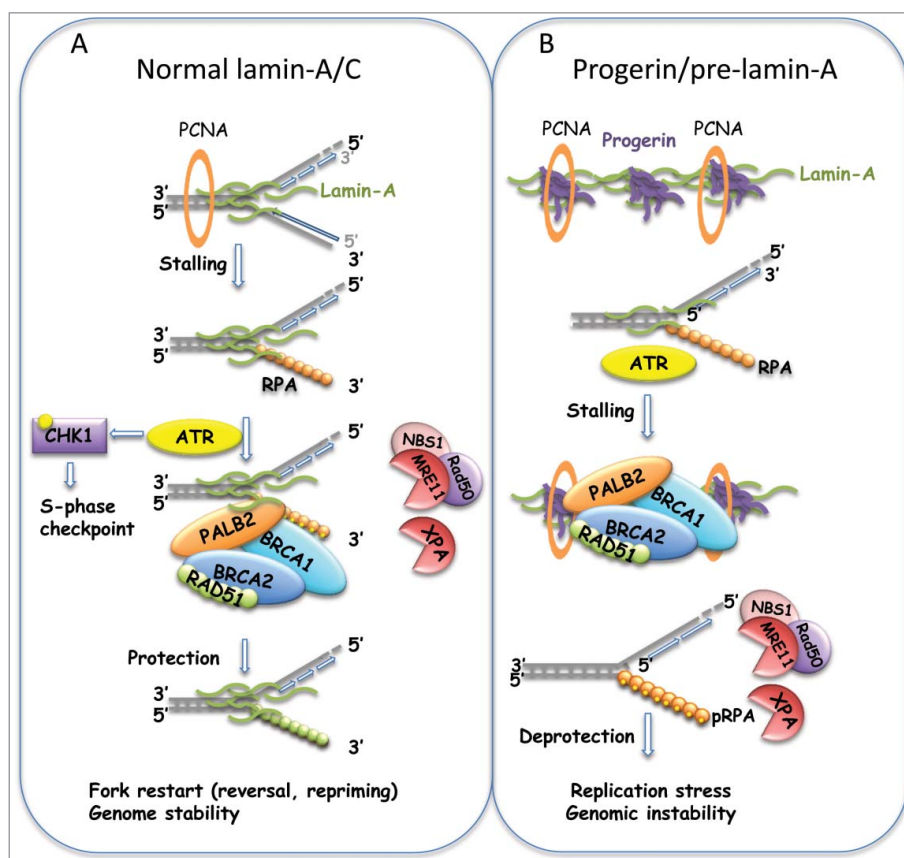 A
Normal lamin-A/C
PCNA
5'
3'
Lamin-A
3'
5'
5'
3'
Stalling
5'
3'
5'
RPA
3'
CHK1
ATR
S-phase
checkpoint
5'
3'
5'
PALB2
BRCA1
BRCA2
RAD51
3'
NBS1
MRE11
Rad50
XPA
Protection
5'
3'
5'
3'
Fork restart (reversal, repriming)
Genome stability
B
Progerin/pre-lamin-A
PCNA
Progerin
PCNA
Lamin-A
5'
3'
5'
ATR
RPA
Stalling
PALB2
BRCA1
BRCA2
RAD51
5'
NBS1
MRE11
Rad50
3'
5'
5'
pRPA
XPA
Deprotection
Replication stress
Genomic instability